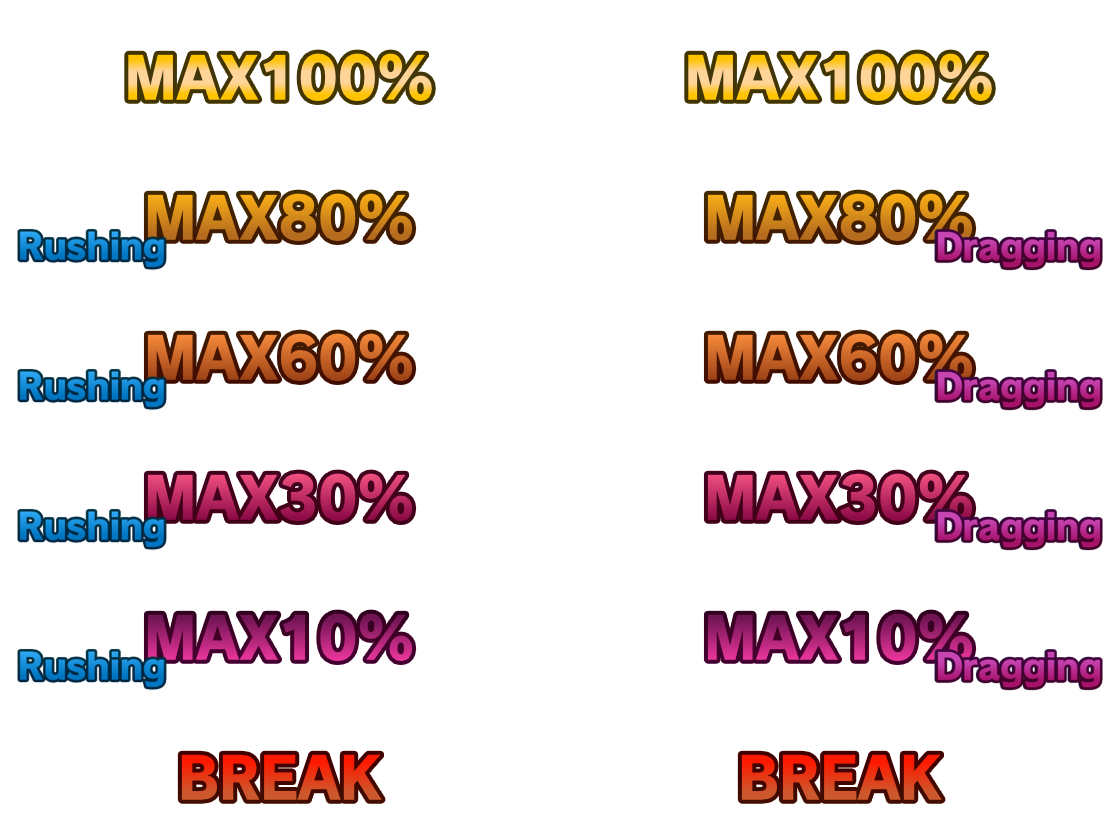 MAX100% MAX100%
MAX80% MAX80%
Rushing Dragging
MAX60% MAX60%
Rushing Dragging
MAX30% MAX30%
Rushing Dragging
MAX10% MAX10%
Rushing Dragging
BREAK BREAK